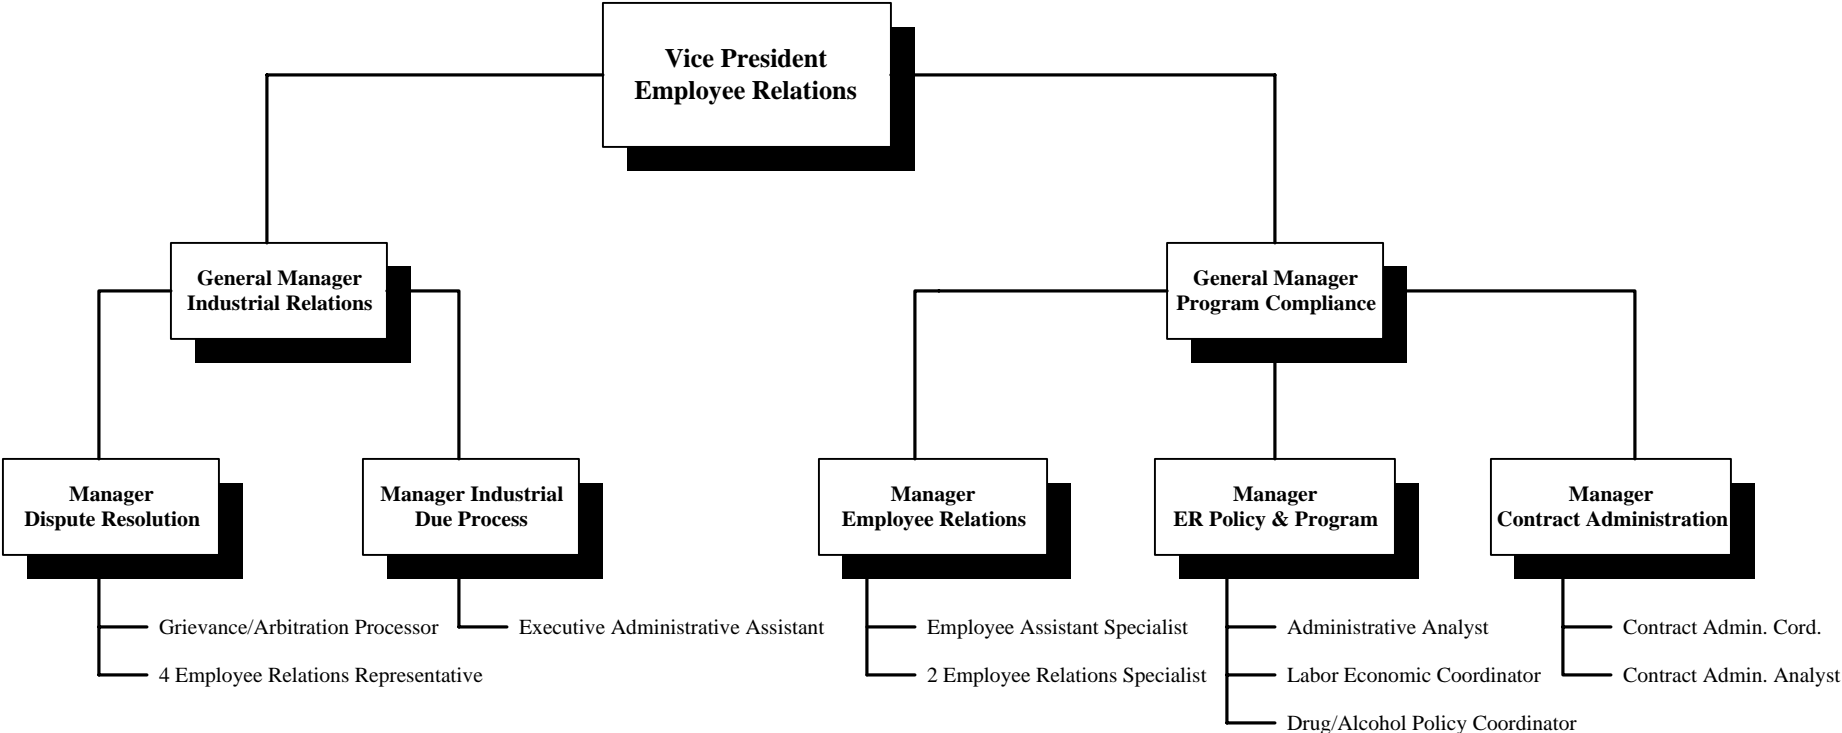 Vice President
Employee Relations
General Manager
Industrial Relations
General Manager
Program Compliance
Manager
Dispute Resolution
Manager Industrial
Due Process
Manager
Employee Relations
Manager
ER Policy & Program
Manager
Contract Administration
Grievance/Arbitration Processor
4 Employee Relations Representative
Executive Administrative Assistant
Employee Assistant Specialist
2 Employee Relations Specialist
Administrative Analyst
Labor Economic Coordinator
Drug/Alcohol Policy Coordinator
Contract Admin. Cord.
Contract Admin. Analyst